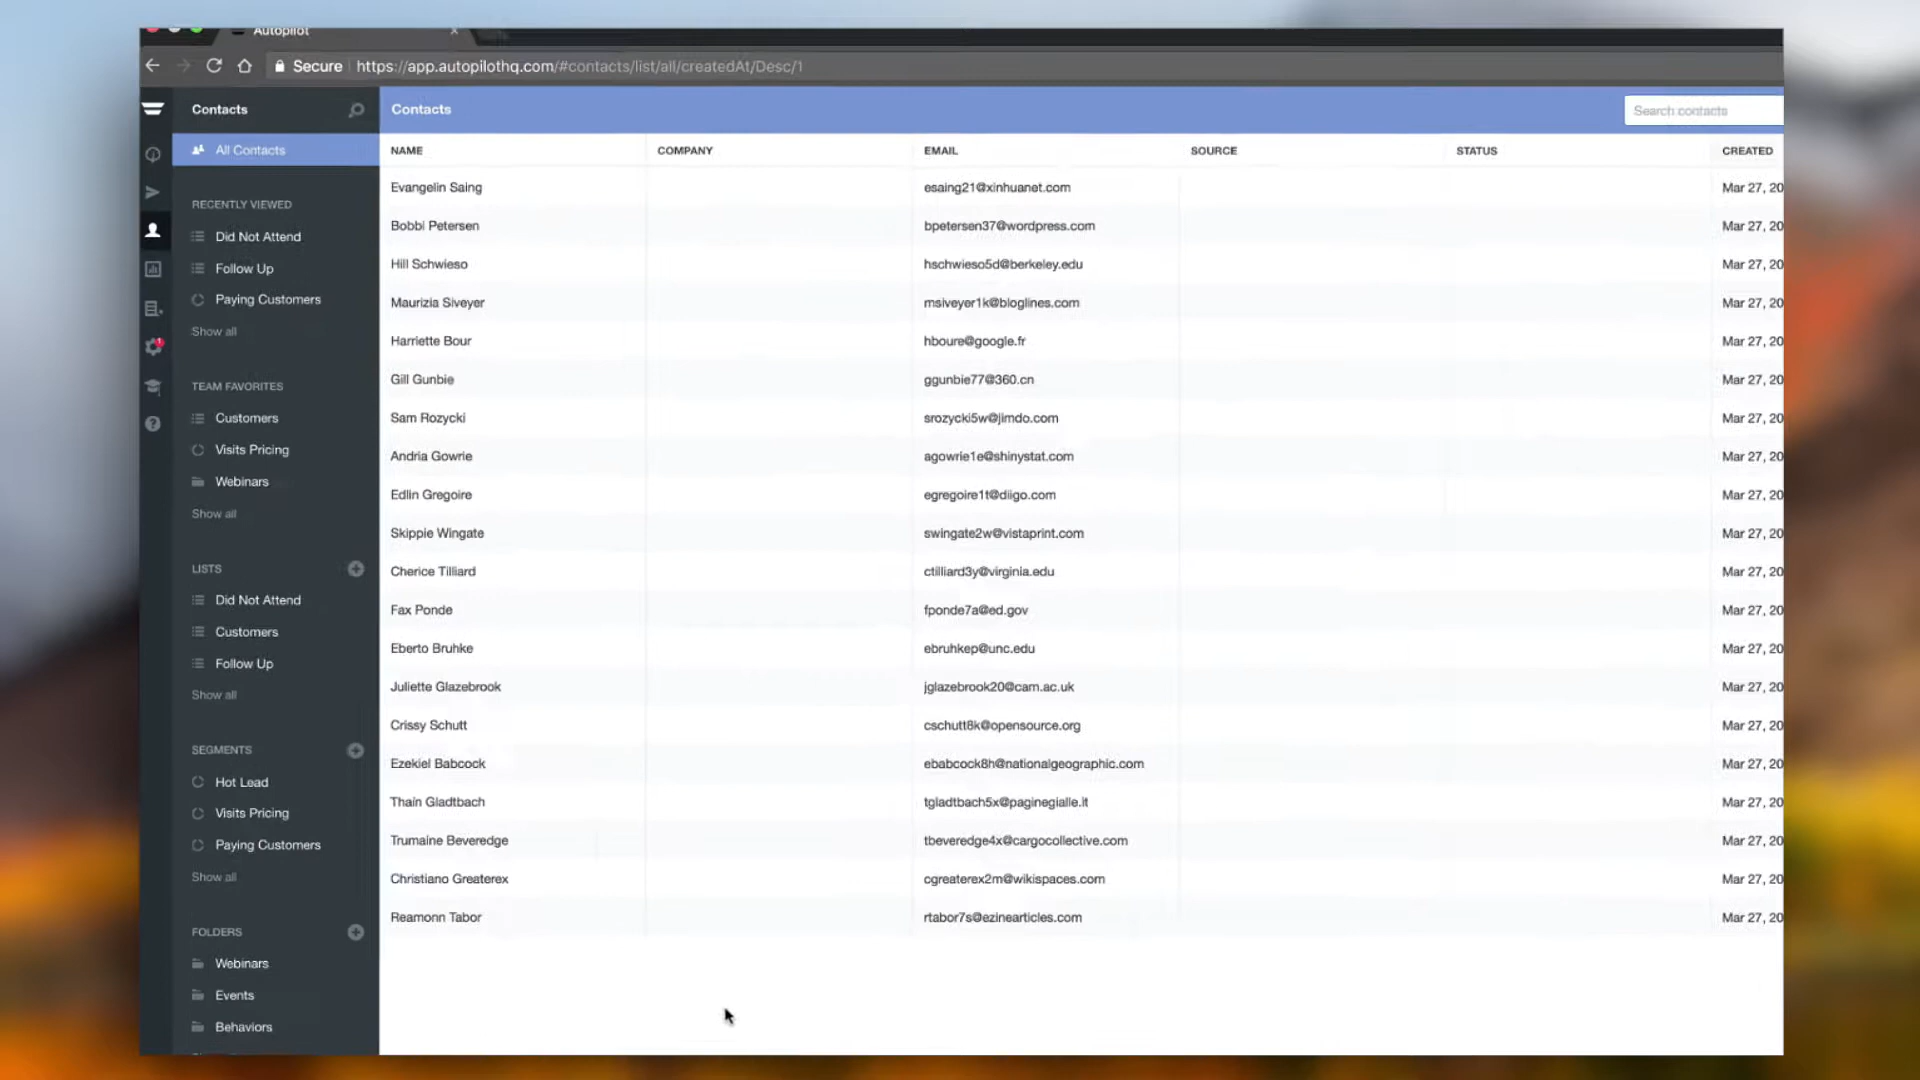 Autopilot
Secure https://app.autopilothq.com/#contacts/list/all/createdAt/Desc/1
Contacts
All Contacts
RECENTLY VIEWED
Did Not Attend
Follow Up
Paying Customers
Show all
TEAM FAVORITES
Customers
Visits Pricing
Webinars
Show all
LISTS
Did Not Attend
Customers
Follow Up
Show all
SEGMENTS
Hot Lead
Visits Pricing
Paying Customers
Show all
FOLDERS
Webinars
Events
Behaviors
Contacts Search contacts
NAME COMPANY EMAIL SOURCE STATUS CREATED
Evangelin Saing esaing21@xinhuanet.com Mar 27, 20
Bobbi Petersen bpetersen37@wordpress.com Mar 27, 20
Hill Schwieso hschwieso5d@berkeley.edu Mar 27, 20
Maurizia Siveyer msiveyer1k@bloglines.com Mar 27, 20
Harriette Bour hboure@google.fr Mar 27, 20
Gill Gunbie ggunbie77@360.cn Mar 27, 20
Sam Rozycki srozycki5w@jimdo.com Mar 27, 20
Andria Gowrie agowrie1e@shinystat.com Mar 27, 20
Edlin Gregoire egregoire1t@diigo.com Mar 27, 20
Skippie Wingate swingate2w@vistaprint.com Mar 27, 20
Cherice Tilliard ctilliard3y@virginia.edu Mar 27, 20
Fax Ponde fponde7a@ed.gov Mar 27, 20
Eberto Bruhke ebruhkep@unc.edu Mar 27, 20
Juliette Glazebrook jglazebrook20@cam.ac.uk Mar 27, 20
Crissy Schutt cschutt8k@opensource.org Mar 27, 20
Ezekiel Babcock ebabcock8h@nationalgeographic.com Mar 27, 20
Thain Gladtbach tgladtbach5x@paginegialle.it Mar 27, 20
Trumaine Beveredge tbeveredge4x@cargocollective.com Mar 27, 20
Christiano Greaterex cgreaterex2m@wikispaces.com Mar 27, 20
Reamonn Tabor rtabor7s@ezinearticles.com Mar 27, 20